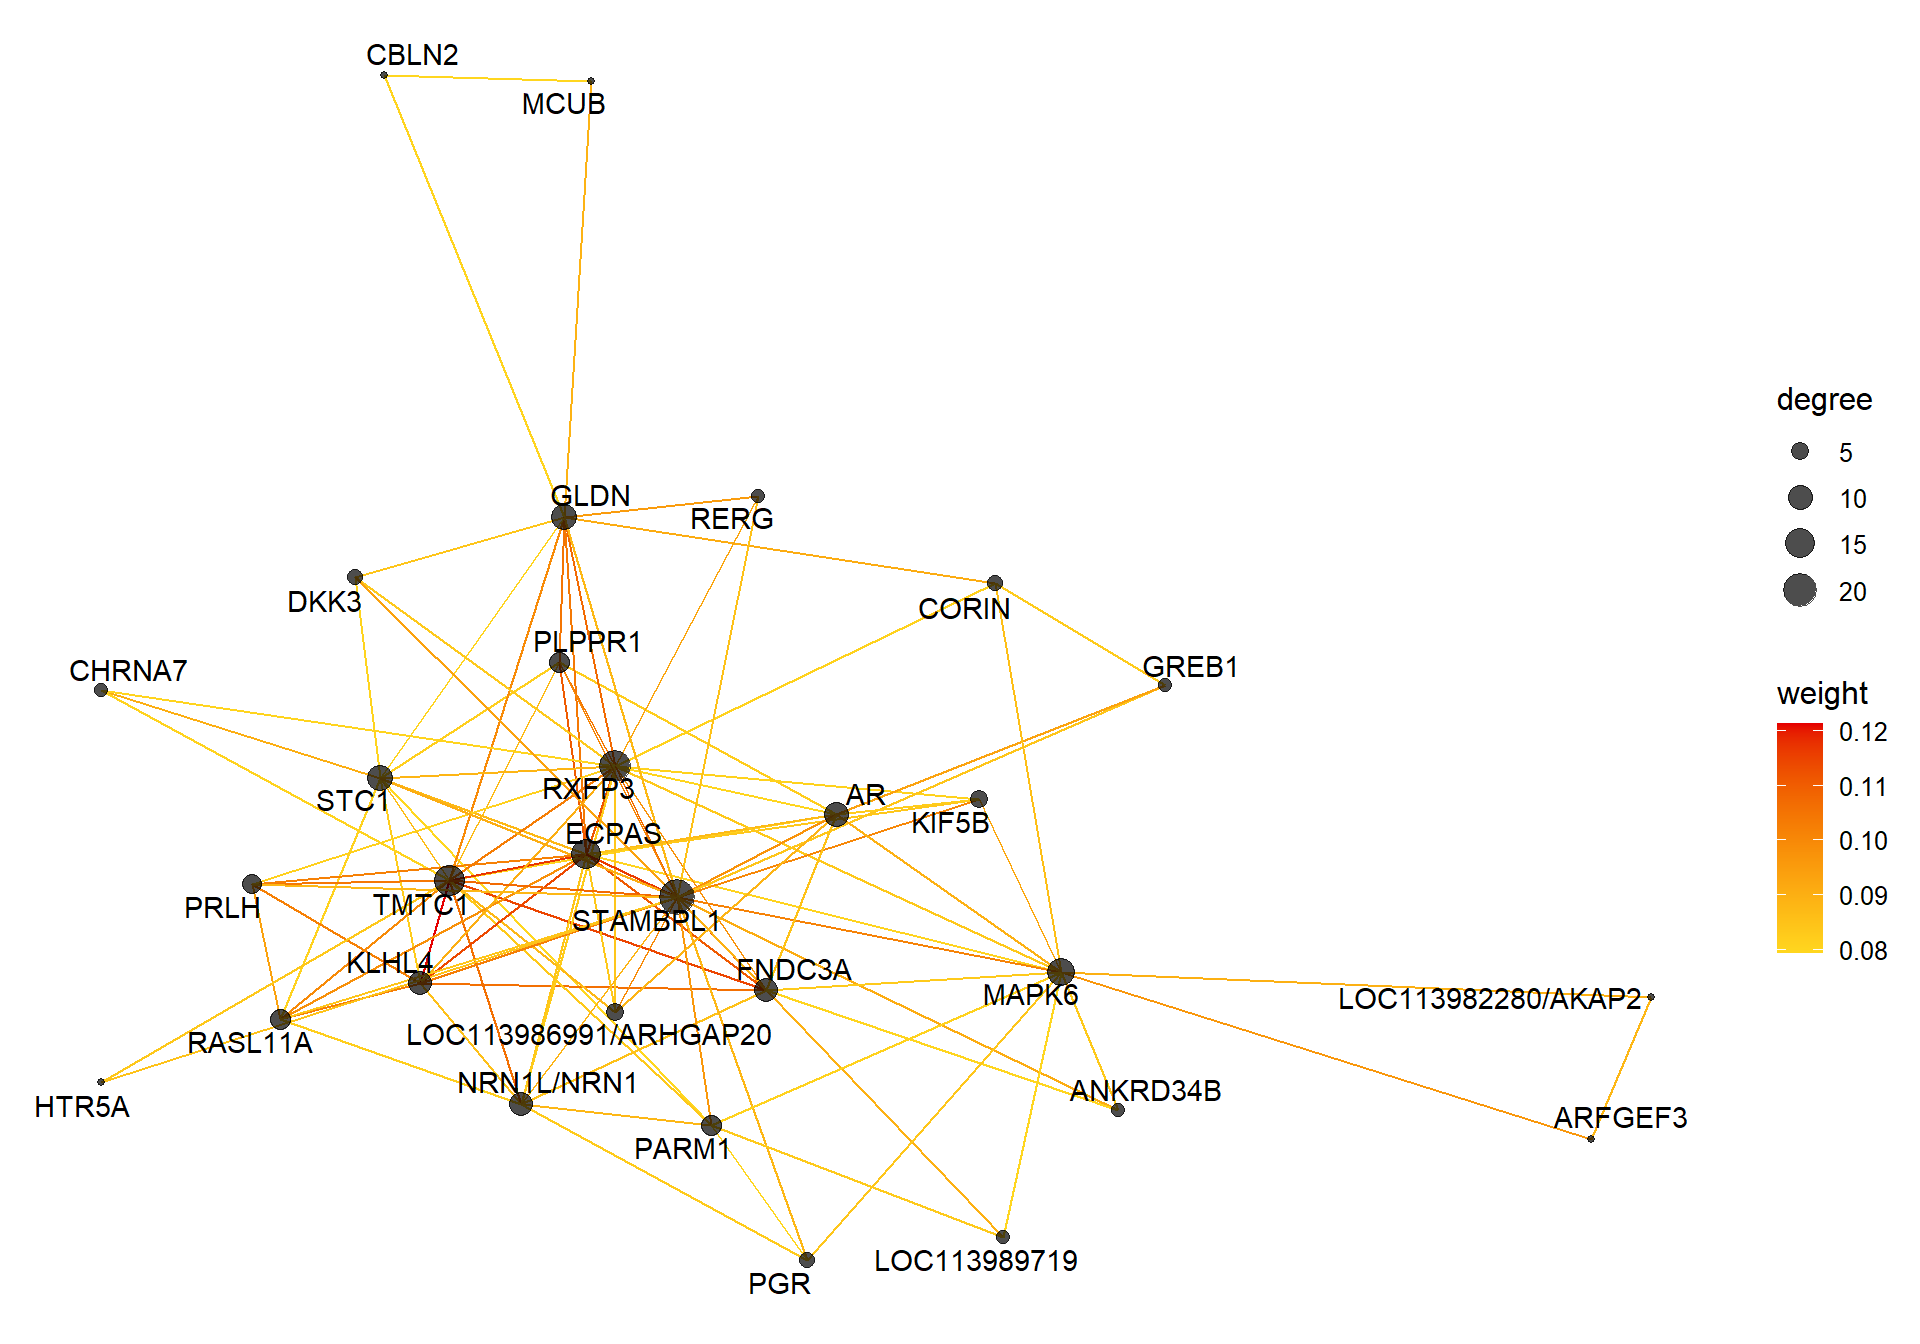 CBLN2
MCUB
degree
5
GLDN
10
RERG
15
DKK3
20
CORIN
PLPPR1
CHRNA7
GREB1
weight
0.12
RXFP3
0.11
STC1
AR
KIF5B
ECPAS
0.10
PRLH
TMTC1
0.09
STAMBPL1
0.08
KLHL4
FNDC3A
MAPK6
LOC113982280/AKAP2
RASL11A
LOC113986991/ARHGAP20
NRN1L/NRN1
ANKRD34B
HTR5A
ARFGEF3
PARM1
LOC113989719
PGR